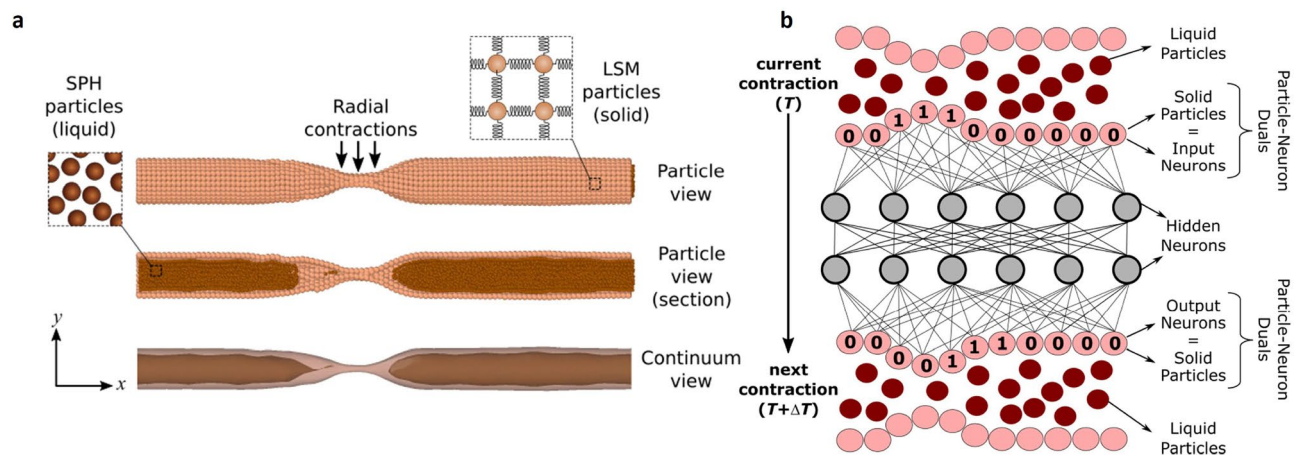 a
SPH
particles
(liquid)
Radial
contractions
LSM
particles
(solid)
Particle
view
Particle
view
(section)
Continuum
view
y
x
b
current
contraction
(T)
next
contraction
(T+ΔT)
0 0 1 1 1 0 0 0 0 0
0 0 0 0 1 1 1 0 0 0 0
Liquid
Particles
Solid
Particles
=
Input
Neurons
Particle-Neuron
Duals
Hidden
Neurons
Output
Neurons
=
Solid
Particles
Particle-Neuron
Duals
Liquid
Particles